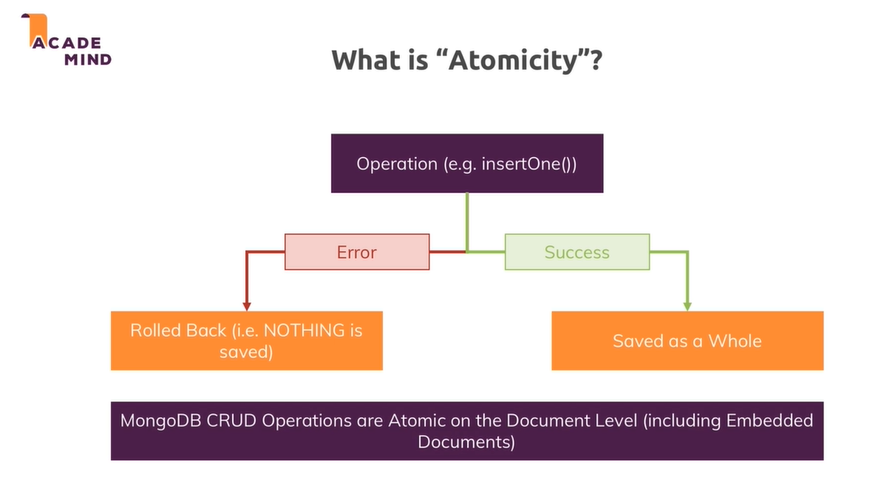 ACADE
MIND
What is “Atomicity”?
Operation (e.g. insertOne())
Error
Success
Rolled Back (i.e. NOTHING is
saved)
Saved as a Whole
MongoDB CRUD Operations are Atomic on the Document Level (including Embedded
Documents)